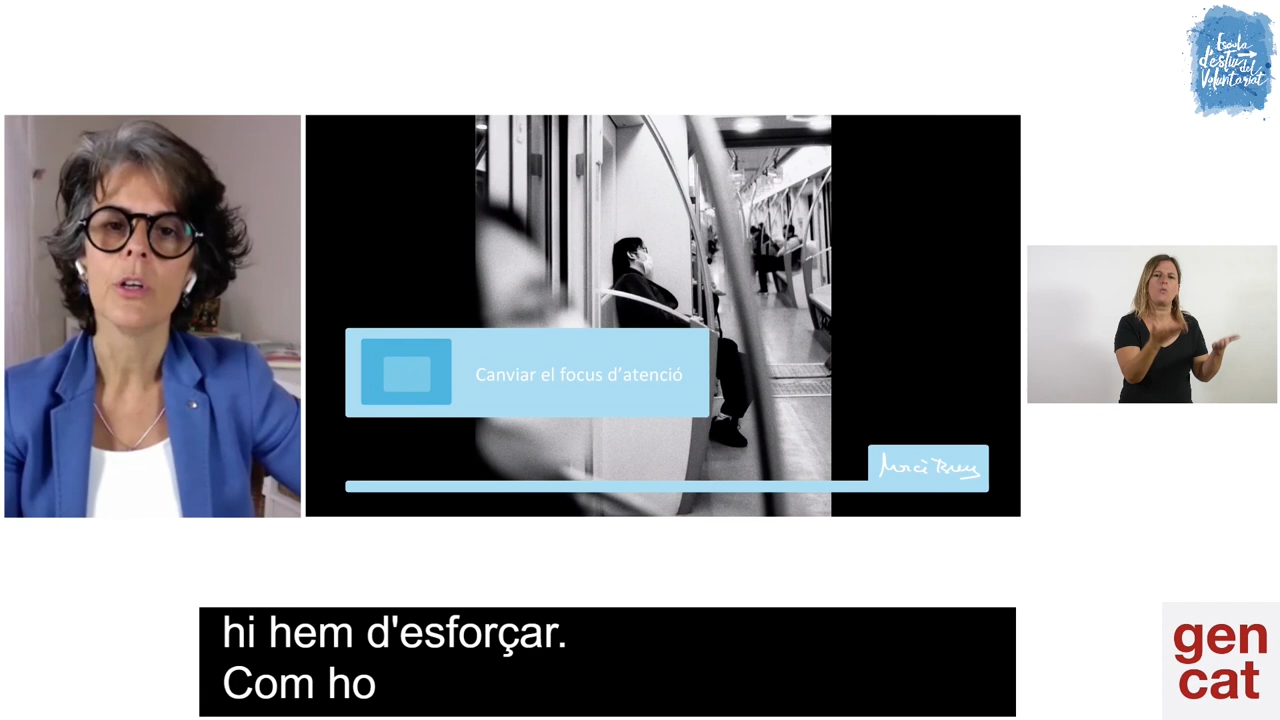 Escola
d'estiu del
Voluntariat
Canviar el focus d'atenció
hi hem d'esforçar.
Com ho
gen
cat